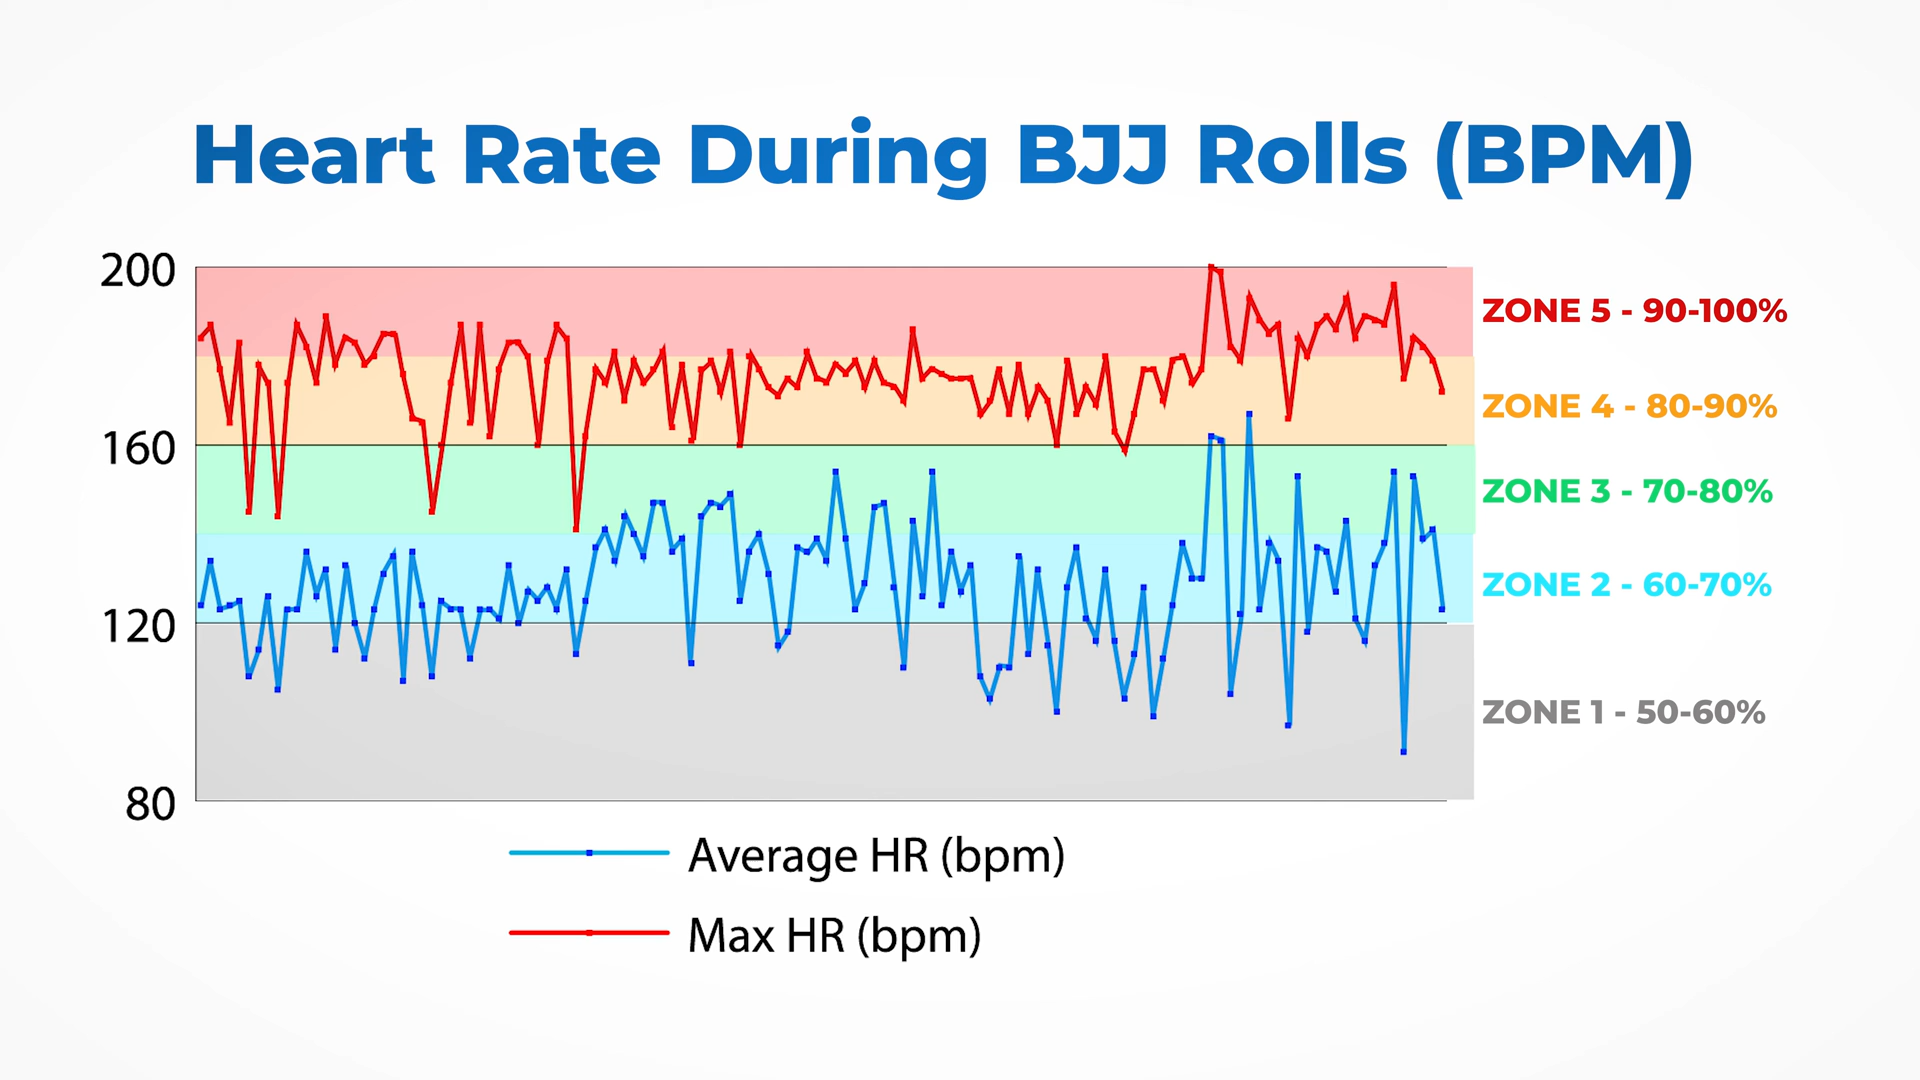 Heart Rate During BJJ Rolls (BPM)
200
160
120
80
ZONE 5 - 90-100%
ZONE 4 - 80-90%
ZONE 3 - 70-80%
ZONE 2 - 60-70%
ZONE 1 - 50-60%
Average HR (bpm)
Max HR (bpm)